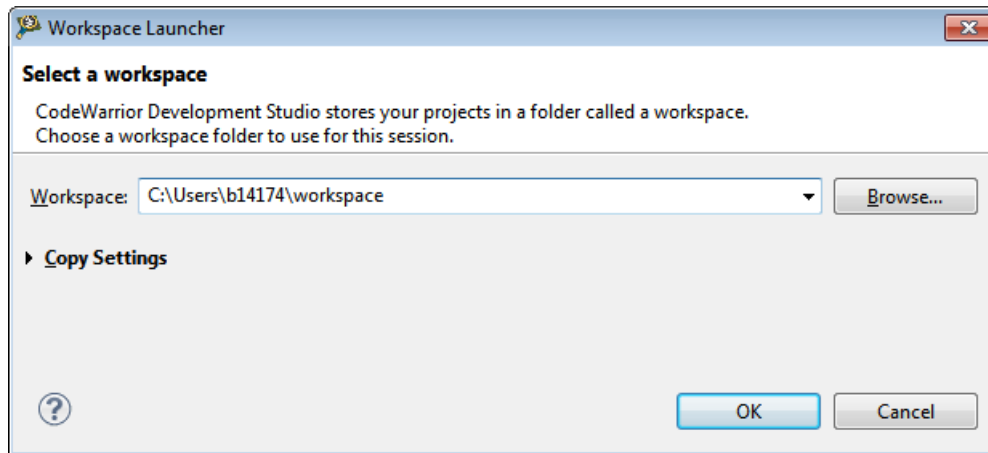 Workspace Launcher
Select a workspace
CodeWarrior Development Studio stores your projects in a folder called a workspace.
Choose a workspace folder to use for this session.
Workspace: C:\Users\b14174\workspace Browse...
Copy Settings
? OK Cancel